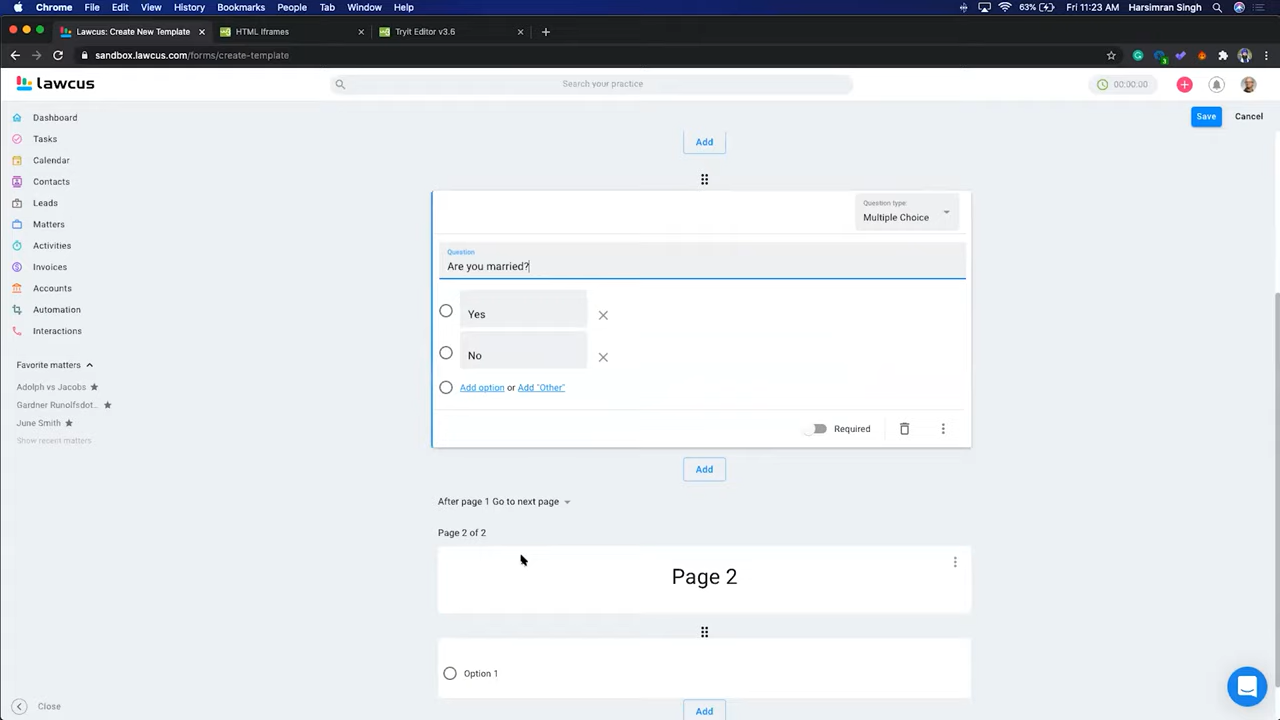 Chrome File Edit View History Bookmarks People Tab Window Help 63% Fri 11:23 AM Harsimran Singh
Lawcus: Create New Template HTML Iframes Tryit Editor v3.6
sandbox.lawcus.com/forms/create-template
lawcus Search your practice 00:00:00
Save Cancel
Dashboard
Tasks
Calendar
Contacts
Leads
Matters
Activities
Invoices
Accounts
Automation
Interactions
Favorite matters
Adolph vs Jacobs
Gardner Runolfsdot..
June Smith
Show recent matters
Close
Add
Question type:
Multiple Choice
Question
Are you married?
Yes
No
Add option or Add "Other"
Required
Add
After page 1 Go to next page
Page 2 of 2
Page 2
Option 1
Add